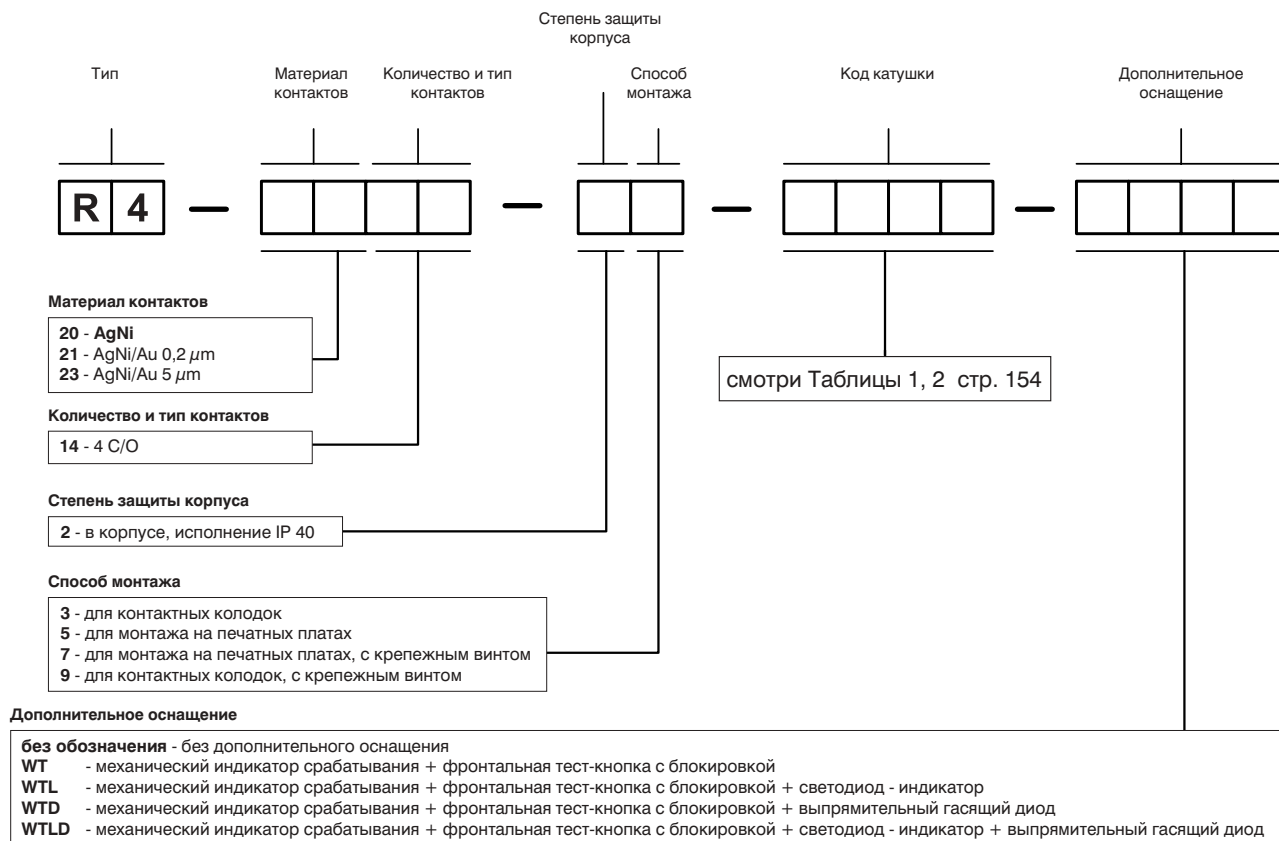 Степень защиты
корпуса
Тип
Материал
контактов
Количество и тип
контактов
Способ
монтажа
Код катушки
Дополнительное
оснащение
R 4 — — — —
Материал контактов
20 - AgNi
21 - AgNi/Au 0,2 μm
23 - AgNi/Au 5 μm
смотри Таблицы 1, 2 стр. 154
Количество и тип контактов
14 - 4 C/O
Степень защиты корпуса
2 - в корпусе, исполнение IP 40
Способ монтажа
3 - для контактных колодок
5 - для монтажа на печатных платах
7 - для монтажа на печатных платах, с крепежным винтом
9 - для контактных колодок, с крепежным винтом
Дополнительное оснащение
без обозначения - без дополнительного оснащения
WT - механический индикатор срабатывания + фронтальная тест-кнопка с блокировкой
WTL - механический индикатор срабатывания + фронтальная тест-кнопка с блокировкой + светодиод - индикатор
WTD - механический индикатор срабатывания + фронтальная тест-кнопка с блокировкой + выпрямительный гасящий диод
WTLD - механический индикатор срабатывания + фронтальная тест-кнопка с блокировкой + светодиод - индикатор + выпрямительный гасящий диод